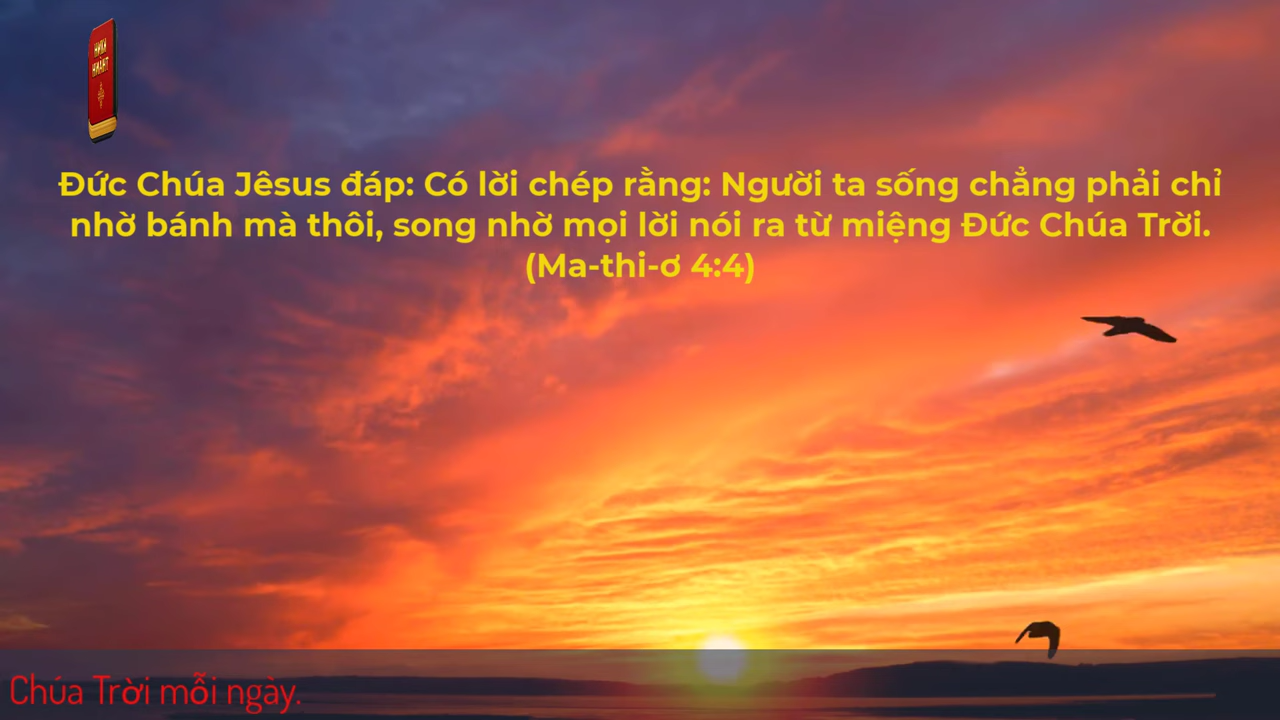 Đức Chúa Jêsus đáp: Có lời chép rằng: Người ta sống chẳng phải chỉ
nhờ bánh mà thôi, song nhờ mọi lời nói ra từ miệng Đức Chúa Trời.
(Ma-thi-ơ 4:4)
Chúa Trời mỗi ngày.